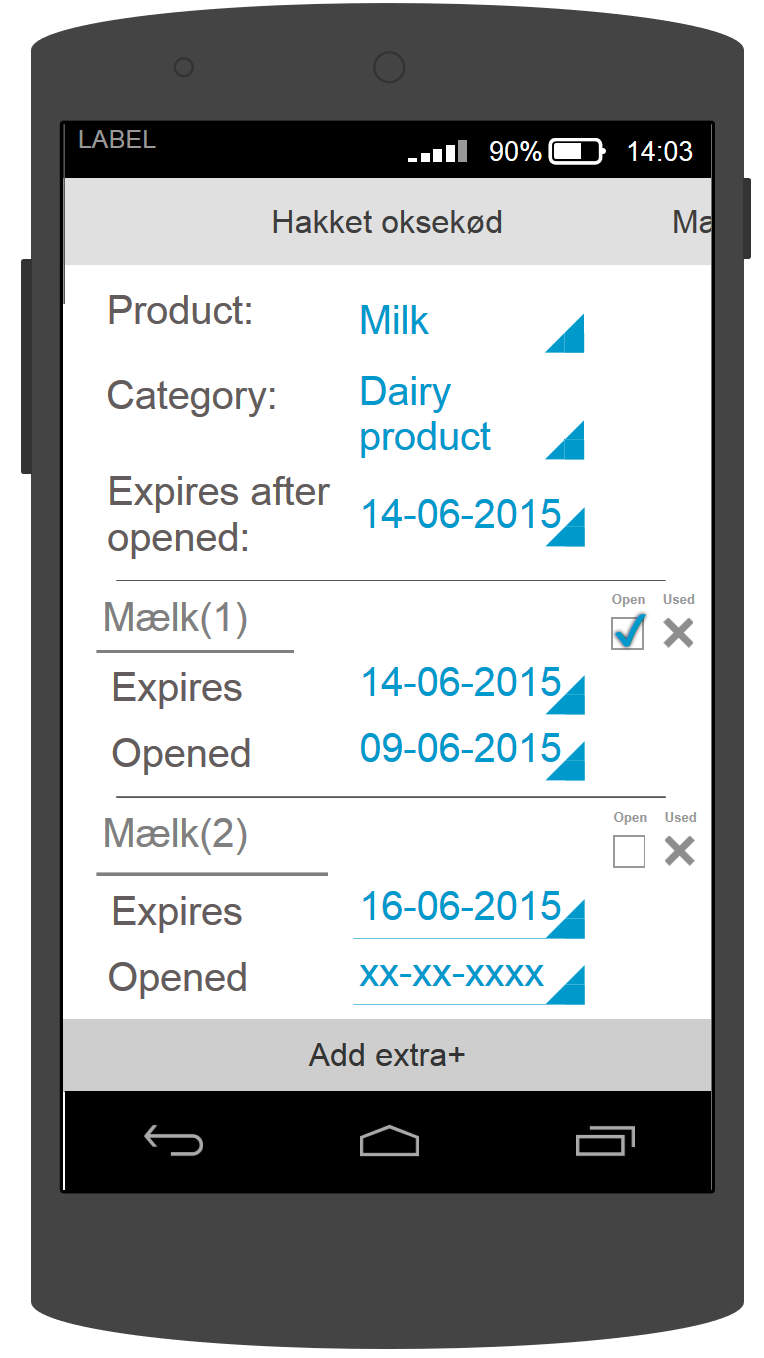 LABEL
90% 14:03
Hakket oksekød Ma
Product: Milk
Category: Dairy
product
Expires after
opened: 14-06-2015
Mælk(1) Open Used
Expires 14-06-2015
Opened 09-06-2015
Mælk(2) Open Used
Expires 16-06-2015
Opened xx-xx-xxxx
Add extra+